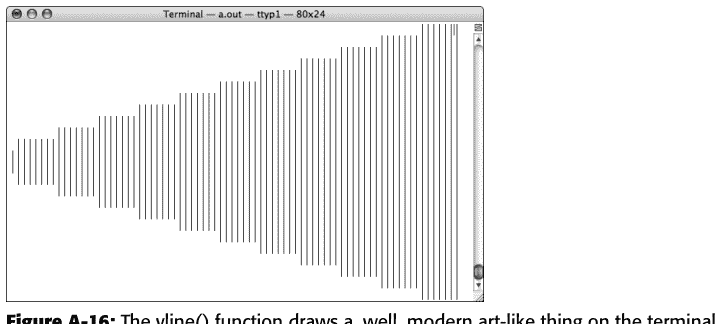 Terminal — a.out — ttyp1 — 80x24
Figure A-16: The vline() function draws a, well, modern art-like thing on the terminal